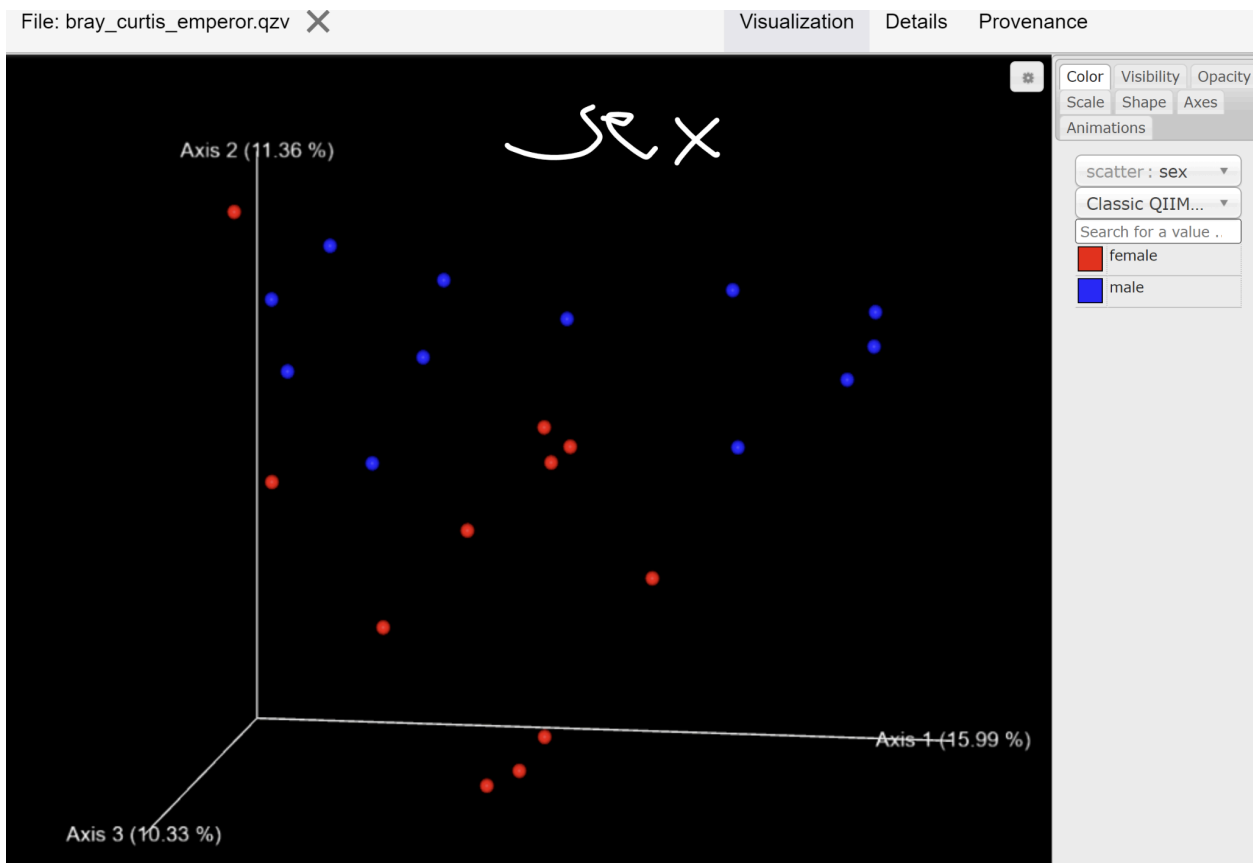 File: bray_curtis_emperor.qzv
Visualization Details Provenance
Color Visibility Opacity
Scale Shape Axes
Animations
sex
Axis 2 (11.36 %)
scatter : sex
Classic QIIM...
Search for a value ..
female
male
Axis 1 (15.99 %)
Axis 3 (10.33 %)